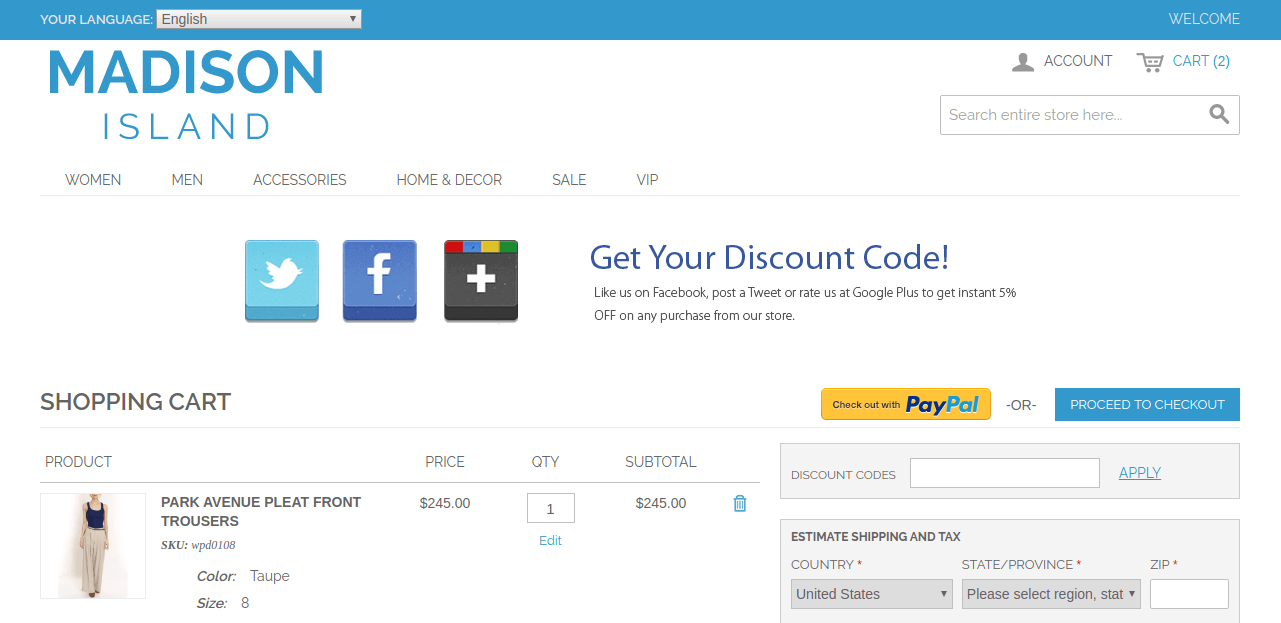 YOUR LANGUAGE: English WELCOME
MADISON
ISLAND
ACCOUNT CART (2)
Search entire store here...
WOMEN MEN ACCESSORIES HOME & DECOR SALE VIP
Get Your Discount Code!
Like us on Facebook, post a Tweet or rate us at Google Plus to get instant 5%
OFF on any purchase from our store.
SHOPPING CART
Check out with PayPal -OR- PROCEED TO CHECKOUT
PRODUCT PRICE QTY SUBTOTAL
PARK AVENUE PLEAT FRONT
TROUSERS
$245.00 1 $245.00
Edit
SKU: wpd0108
Color: Taupe
Size: 8
DISCOUNT CODES APPLY
ESTIMATE SHIPPING AND TAX
COUNTRY * STATE/PROVINCE * ZIP *
United States Please select region, stat